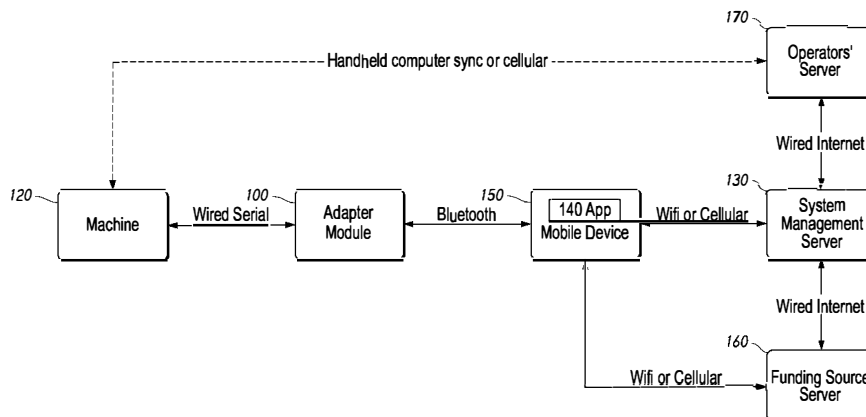 170
Operators'
Server
Handheld computer sync or cellular
Wired Internet
120
Machine
Wired Serial
100
Adapter
Module
Bluetooth
150
140 App
Mobile Device
Wifi or Cellular
130
System
Management
Server
Wired Internet
160
Funding Source
Server
Wifi or Cellular